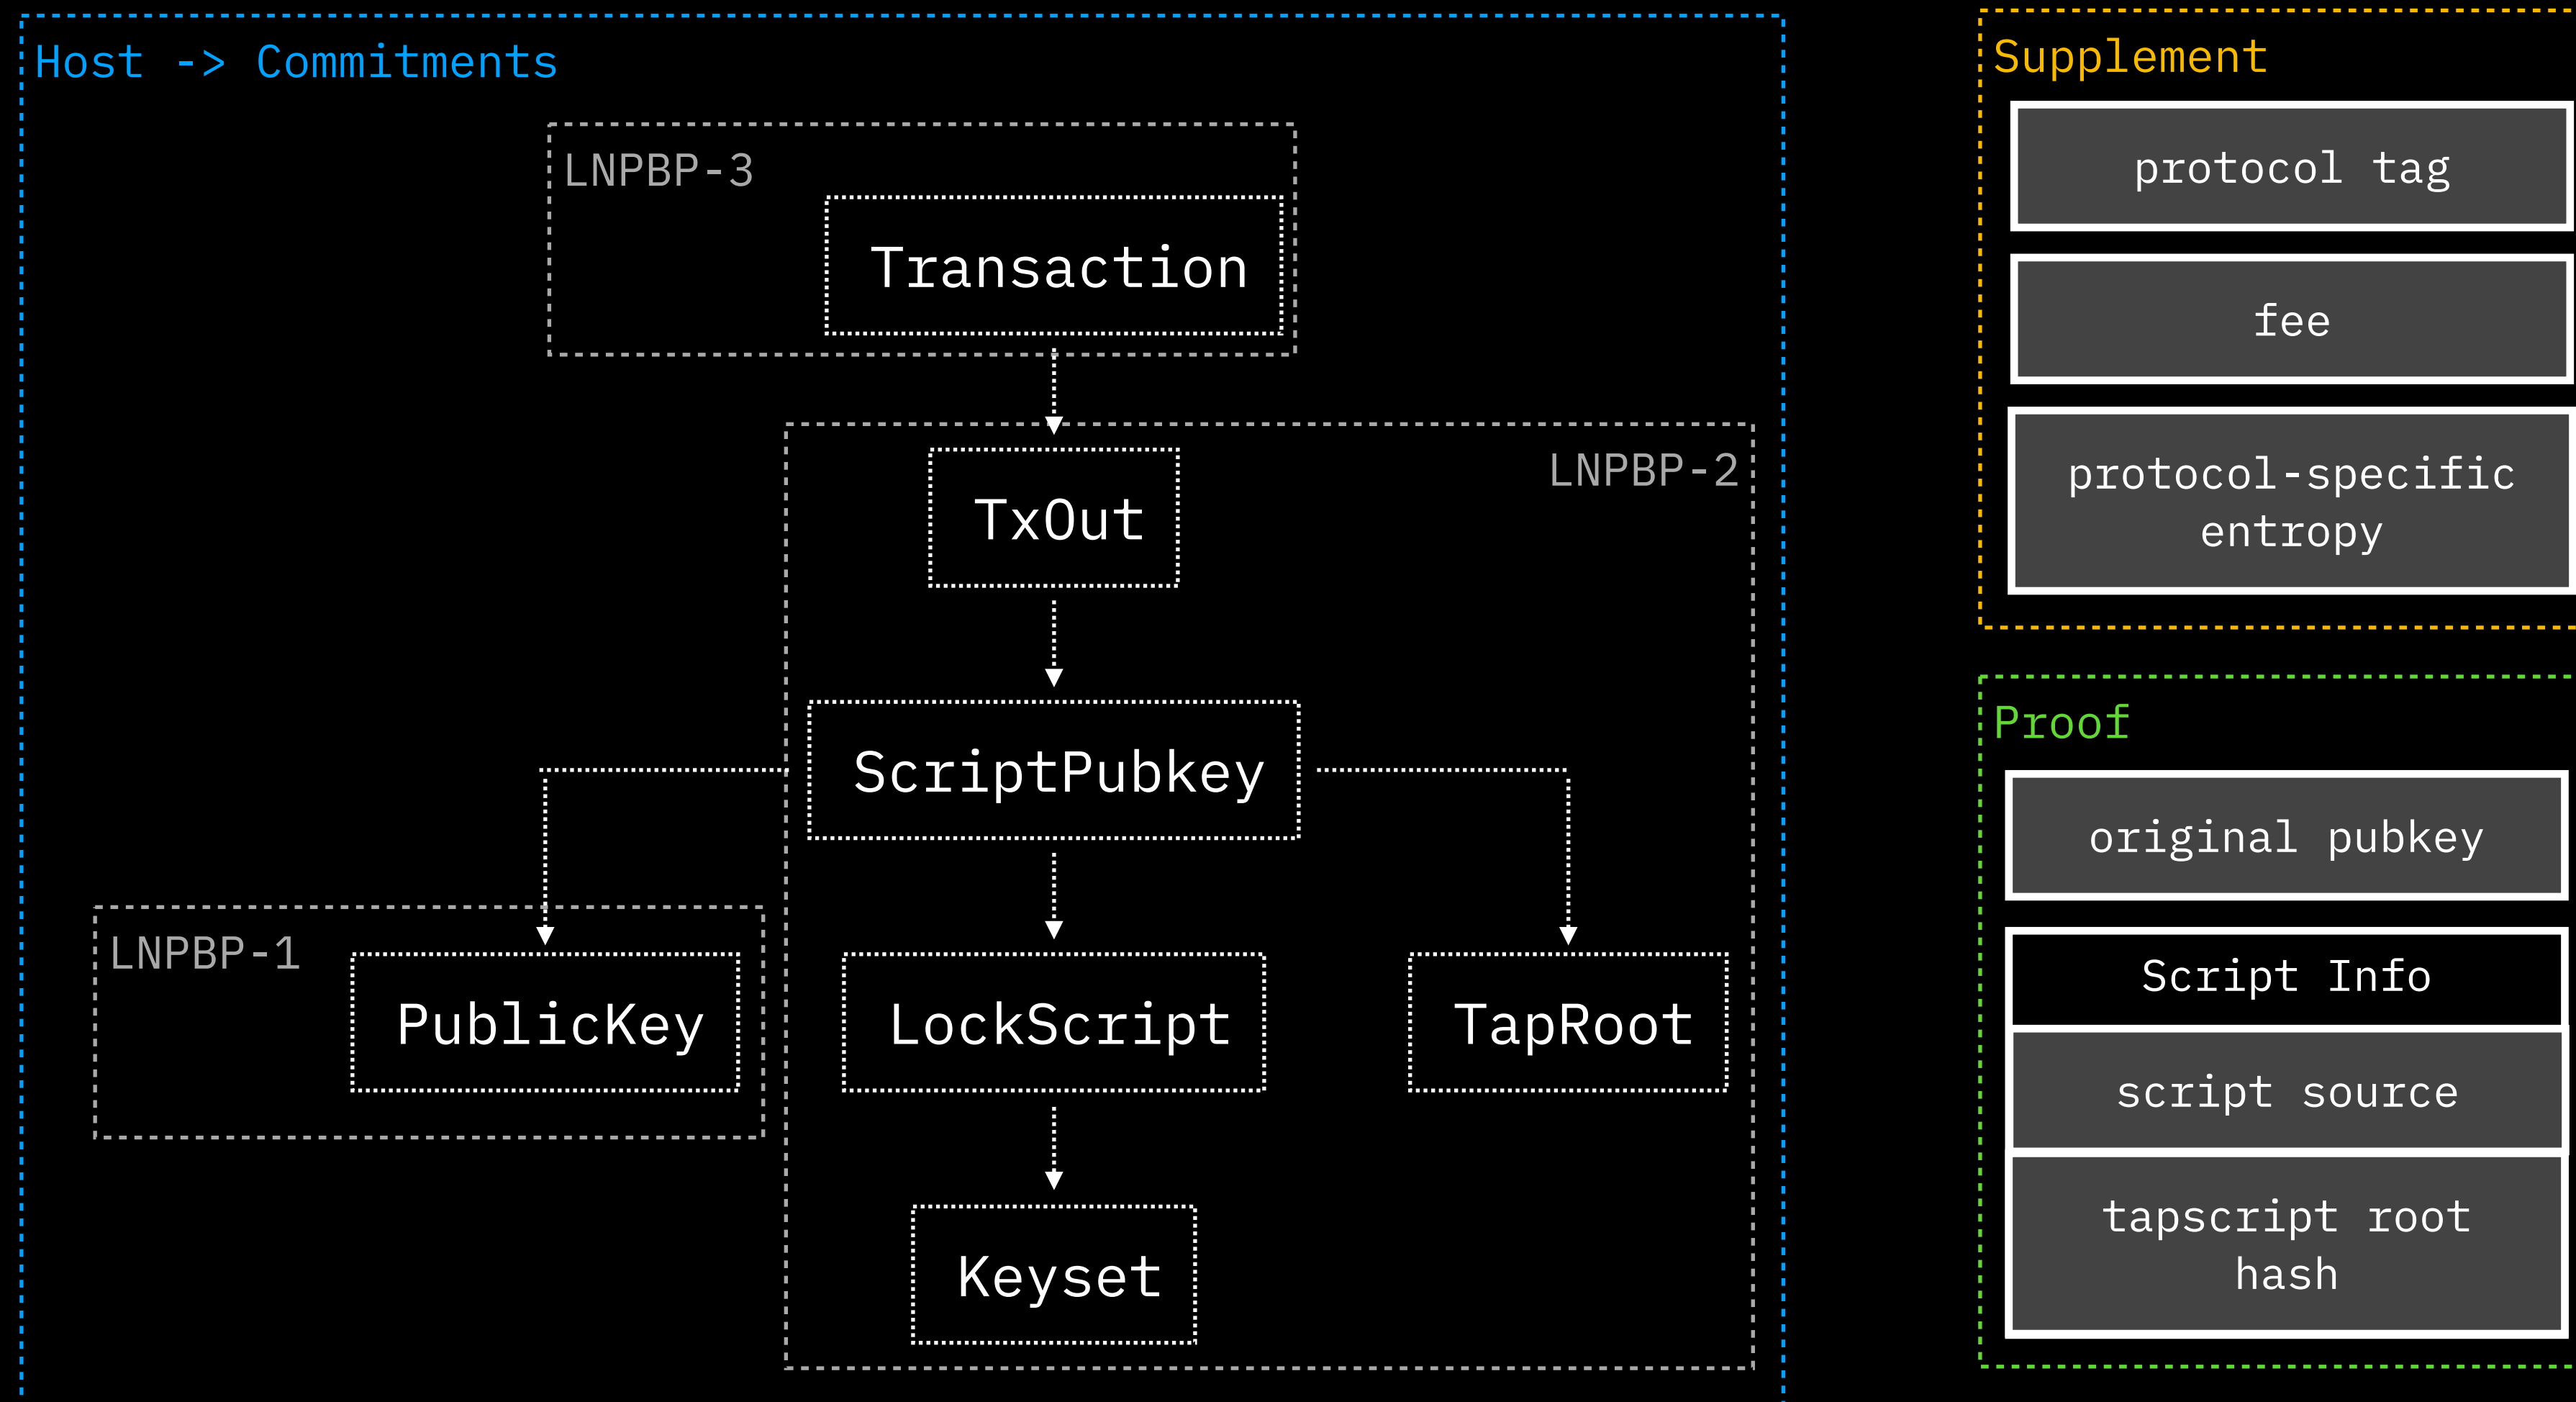 Host -> Commitments
LNPBP-3
Transaction
TxOut
LNPBP-2
ScriptPubkey
LNPBP-1
PublicKey
LockScript
TapRoot
Keyset
Supplement
protocol tag
fee
protocol-specific
entropy
Proof
original pubkey
Script Info
script source
tapscript root
hash